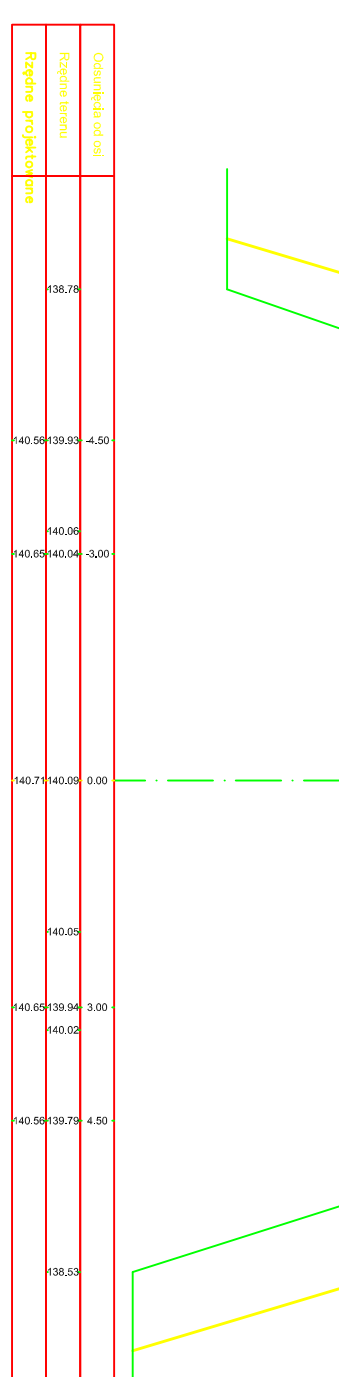 Rzędne projektowane
Rzędne terenu
Odsunięcia od osi
138.78
140.56 139.93 -4.50
140.06
140.65 140.04 -3.00
140.71 140.09 0.00
140.05
140.65 139.94 3.00
140.02
140.56 139.79 4.50
138.53